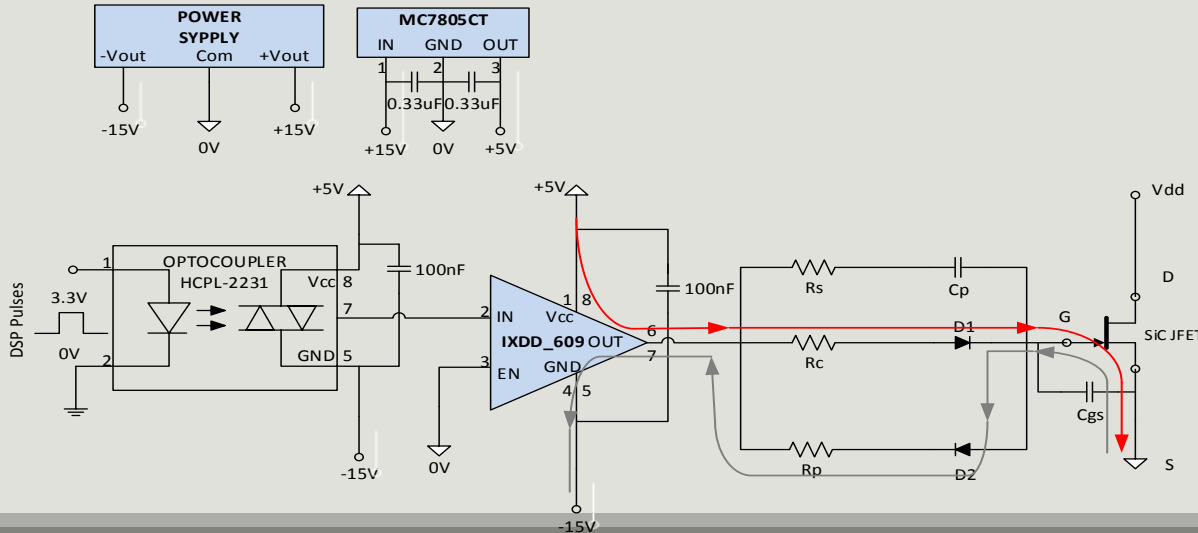 POWER
SYPPLY
-Vout Com +Vout
-15V
0V
+15V
MC7805CT
IN GND OUT
1 2 3
0.33uF 0.33uF
+15V
0V
+5V
DSP Pulses
3.3V
0V
1
2
OPTOCOUPLER
HCPL-2231
Vcc 8
7
GND 5
+5V
100nF
-15V
+5V
100nF
2 IN
3 EN
1 8
Vcc
IXDD_609 OUT
GND
4 5
6
7
0V
-15V
Rs
Cp
Rc
D1
Rp
D2
G
Cgs
Vdd
D
SiC JFET
S